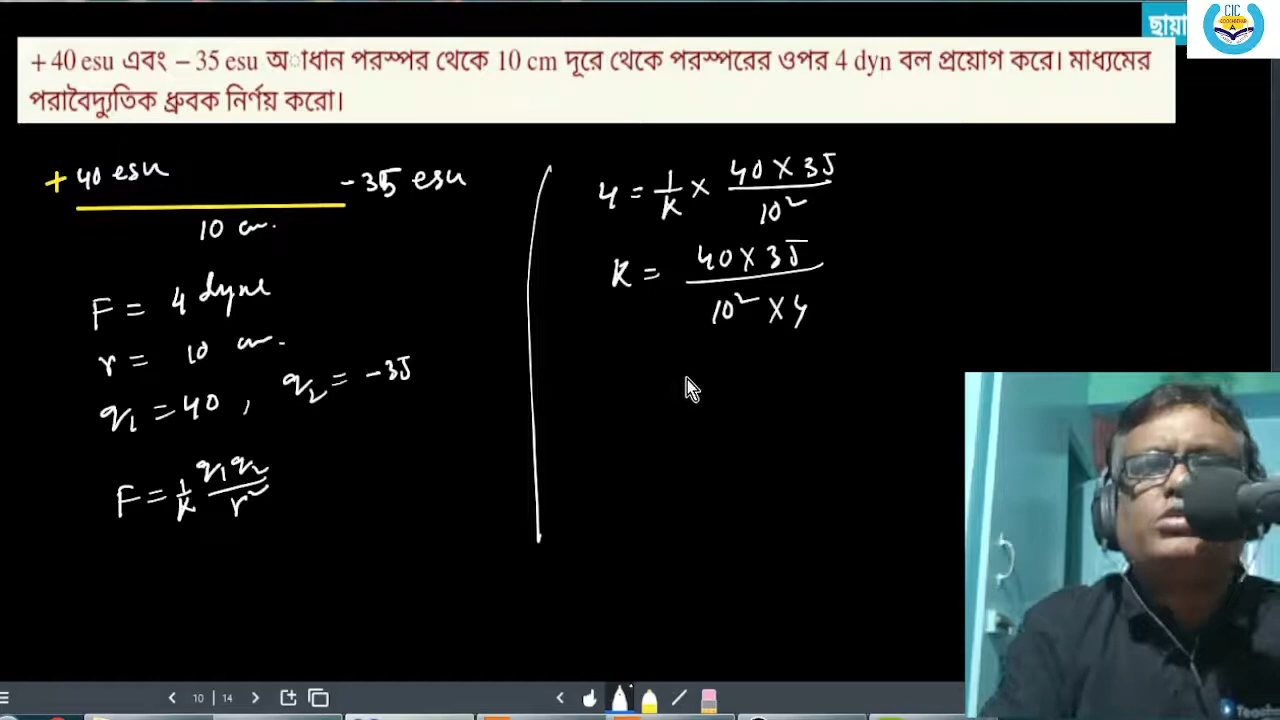 ছায়া
CIC
+ 40 esu এবং − 35 esu অাধান পরস্পর থেকে 10 cm দূরে থেকে পরস্পরের ওপর 4 dyn বল প্রয়োগ করে। মাধ্যমের
পরাবৈদ্যুতিক ধ্রুবক নির্ণয় করো।
+ 40 esu
- 35 esu
10 cm.
F = 4 dyne
r = 10 cm.
q₁ = 40 , q₂ = -35
F = 1/K q₁q₂/r²
4 = 1/K × 40 × 35/10²
K = 40 × 35/10² × 4
10 | 14